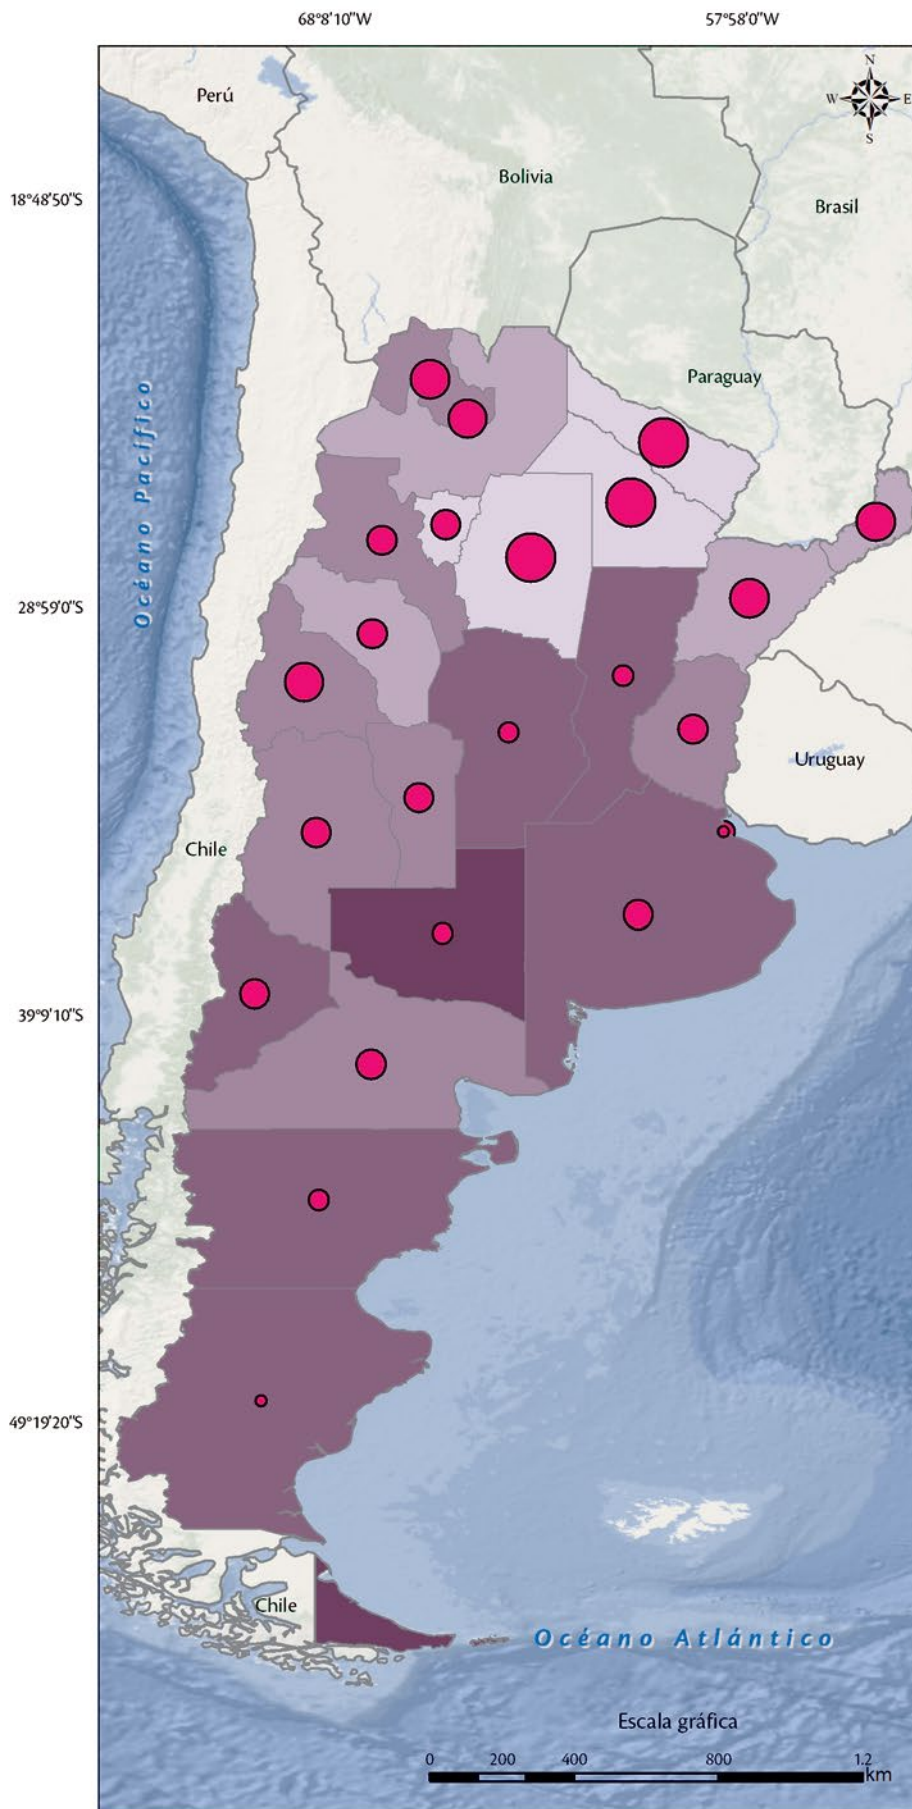 68°8'10"W
57°58'0"W
Perú
N
W
E
S
Bolivia
18°48'50"S
Brasil
Paraguay
Océano Pacífico
28°59'0"S
Uruguay
Chile
39°9'10"S
49°19'20"S
Chile
Océano Atlántico
Escala gráfica
0 200 400 800 1.2
km